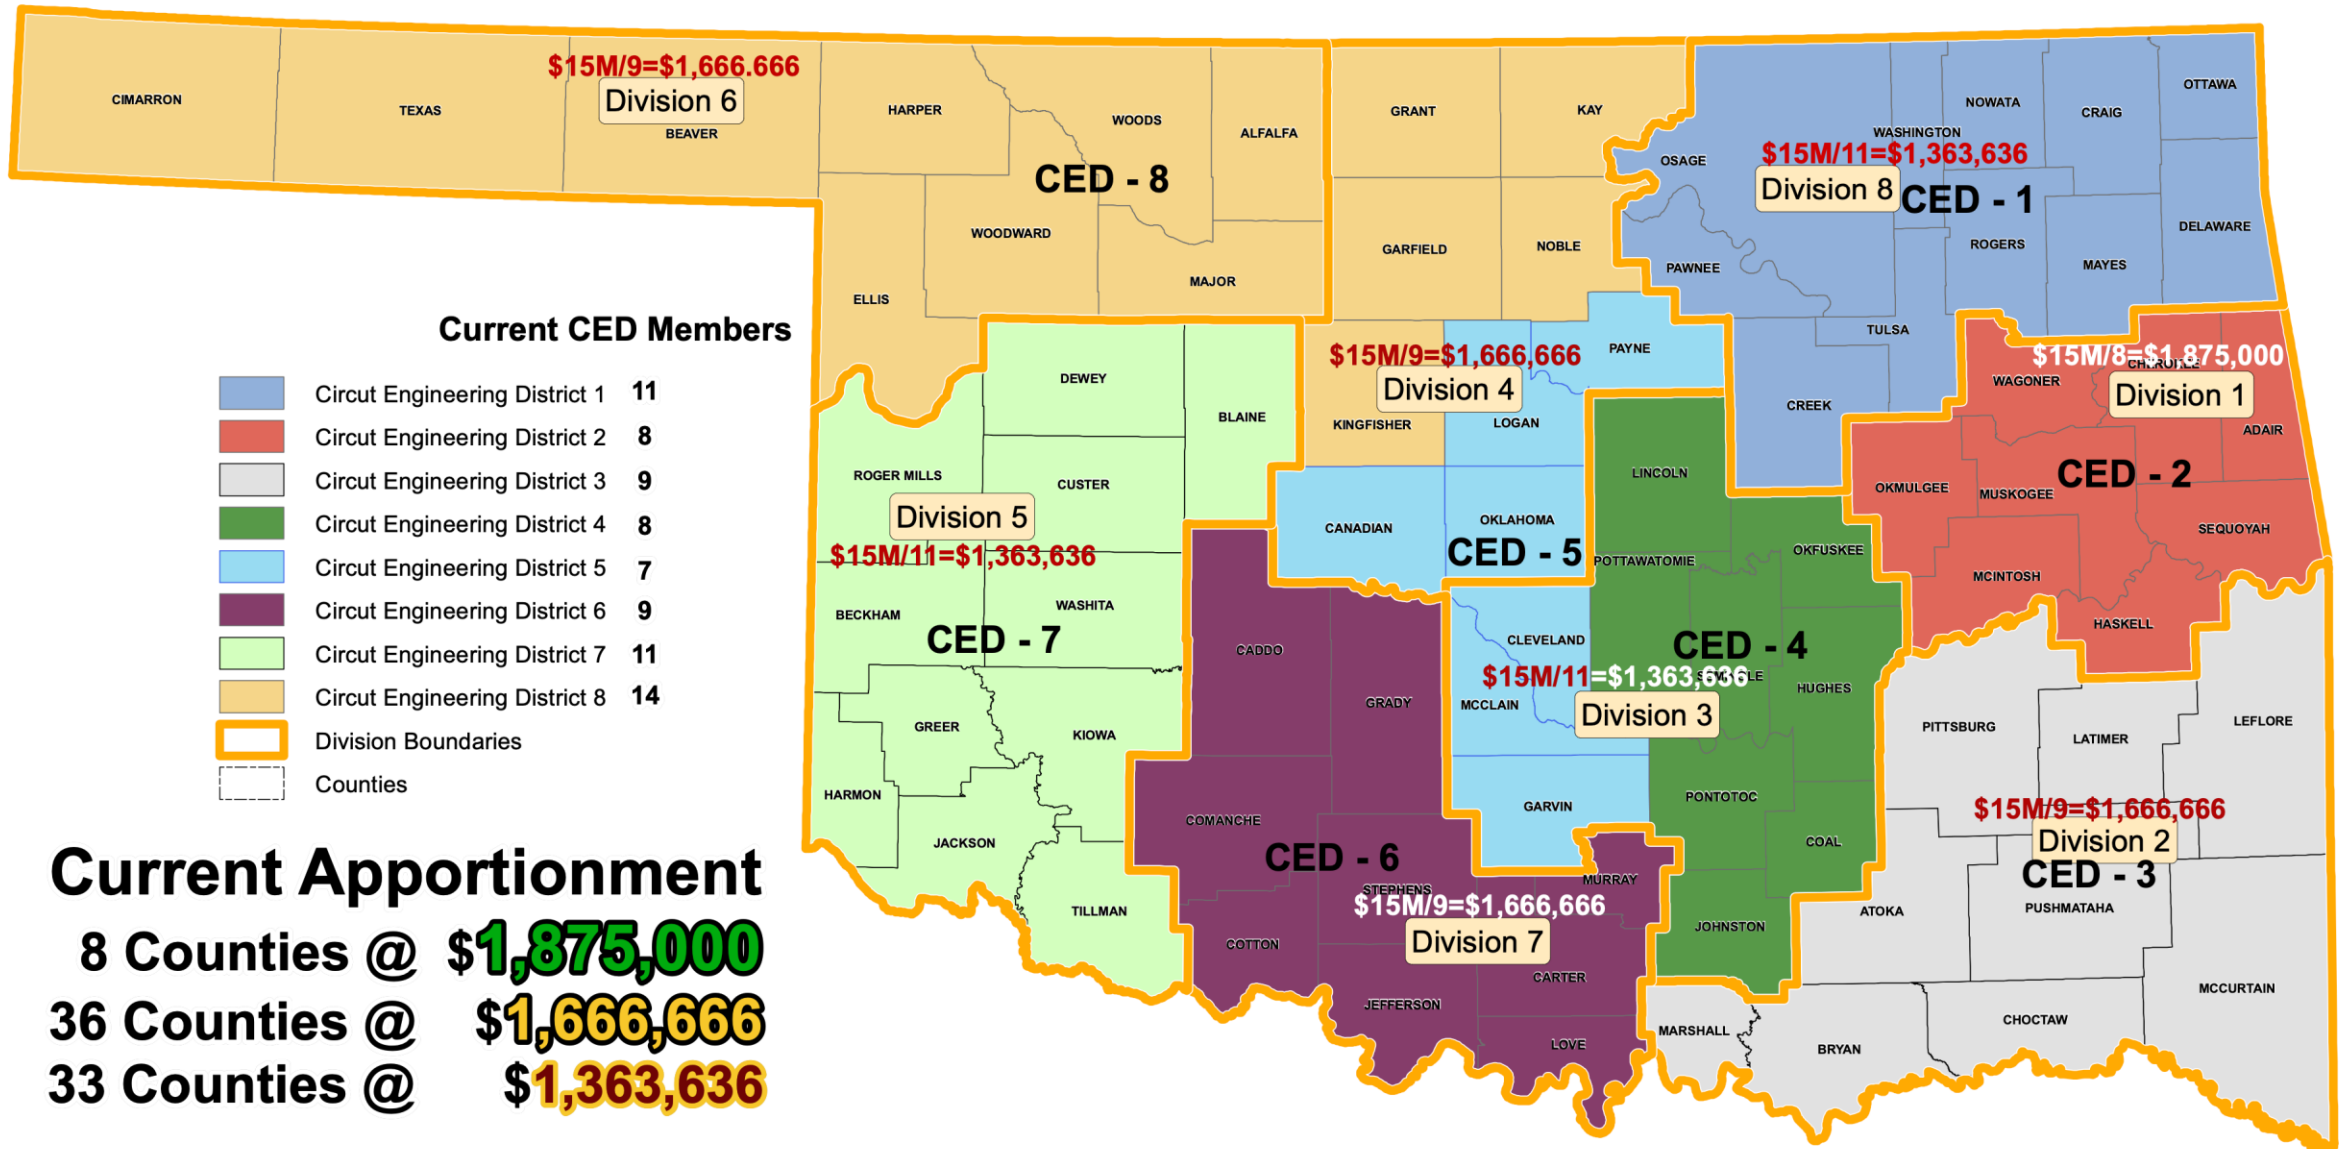 $15M/9=$1,666.666
Division 6
CIMARRON
TEXAS
BEAVER
HARPER
WOODS
ALFALFA
CED - 8
WOODWARD
ELLIS
MAJOR
GRANT
KAY
GARFIELD
NOBLE
OSAGE
WASHINGTON
NOWATA
CRAIG
OTTAWA
$15M/11=$1,363,636
Division 8
CED - 1
PAWNEE
ROGERS
MAYES
DELAWARE
TULSA
CREEK
$15M/9=$1,666,666
Division 4
PAYNE
KINGFISHER
LOGAN
CANADIAN
OKLAHOMA
CED - 5
$15M/8=$1,875,000
CHEROKEE
Division 1
WAGONER
ADAIR
CED - 2
OKMULGEE
MUSKOGEE
SEQUOYAH
MCINTOSH
HASKELL
DEWEY
BLAINE
ROGER MILLS
CUSTER
Division 5
$15M/11=$1,363,636
BECKHAM
WASHITA
CED - 7
GREER
KIOWA
HARMON
JACKSON
TILLMAN
CADDO
GRADY
COMANCHE
CED - 6
STEPHENS
MURRAY
$15M/9=$1,666,666
Division 7
COTTON
CARTER
JEFFERSON
LOVE
LINCOLN
POTTAWATOMIE
OKFUSKEE
CLEVELAND
CED - 4
SEMINOLE
$15M/11=$1,363,636
Division 3
MCCLAIN
HUGHES
GARVIN
PONTOTOC
COAL
JOHNSTON
PITTSBURG
LATIMER
LEFLORE
$15M/9=$1,666,666
Division 2
CED - 3
ATOKA
PUSHMATAHA
MCCURTAIN
MARSHALL
BRYAN
CHOCTAW
Current CED Members
Circut Engineering District 1 11
Circut Engineering District 2 8
Circut Engineering District 3 9
Circut Engineering District 4 8
Circut Engineering District 5 7
Circut Engineering District 6 9
Circut Engineering District 7 11
Circut Engineering District 8 14
Division Boundaries
Counties
Current Apportionment
8 Counties @ $1,875,000
36 Counties @ $1,666,666
33 Counties @ $1,363,636